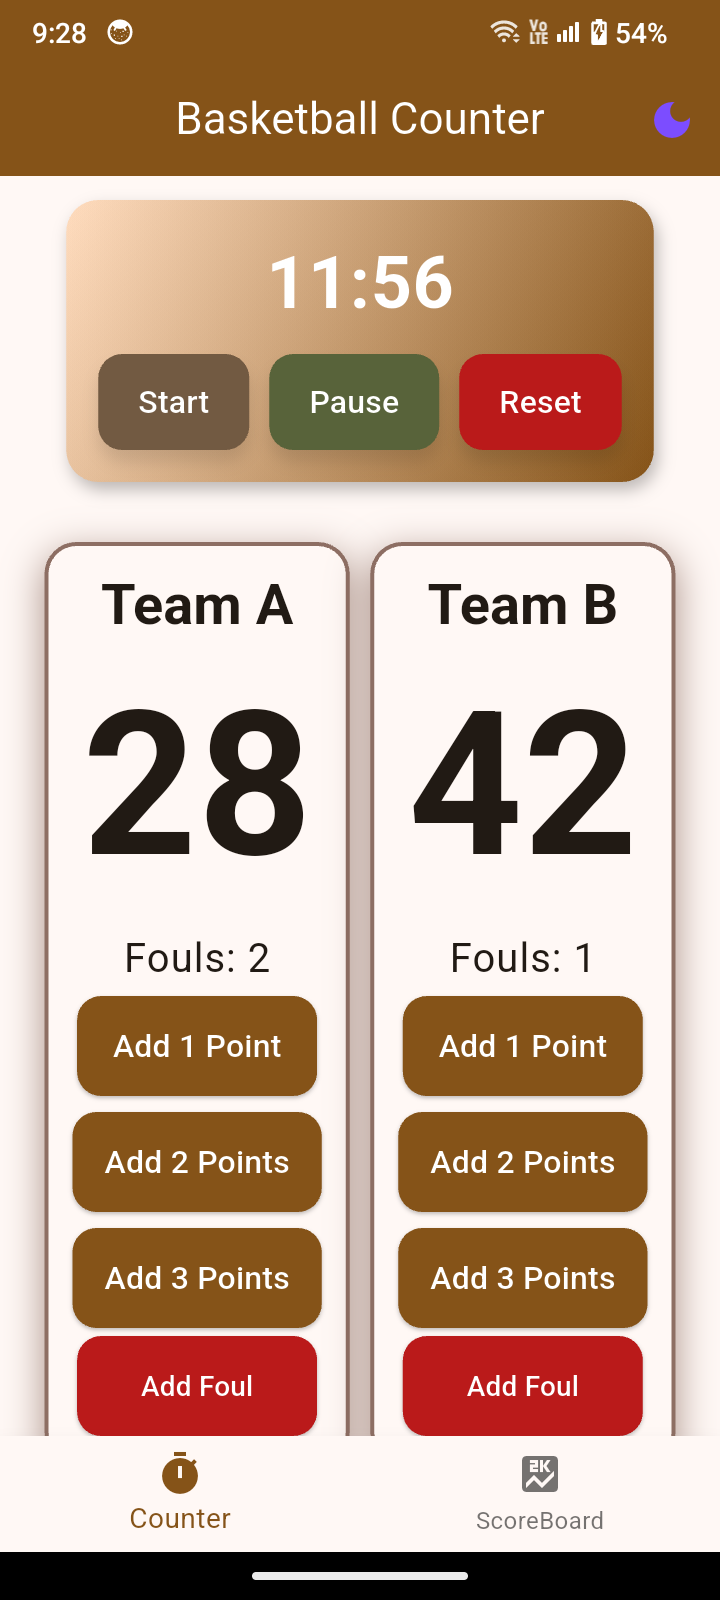 9:28 Vo LTE 54%
Basketball Counter
11:56
Start Pause Reset
Team A Team B
28 42
Fouls: 2 Fouls: 1
Add 1 Point Add 1 Point
Add 2 Points Add 2 Points
Add 3 Points Add 3 Points
Add Foul Add Foul
2K
Counter ScoreBoard